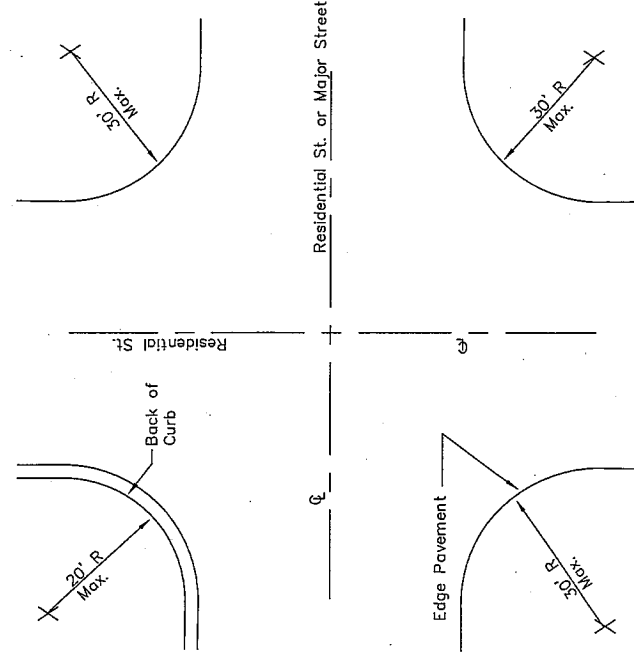 30' R
Max.
Residential St. or Major Street
30' R
Max.
Residential St.
℄
Back of
Curb
20' R
Max.
℄
Edge Pavement
30' R
Max.